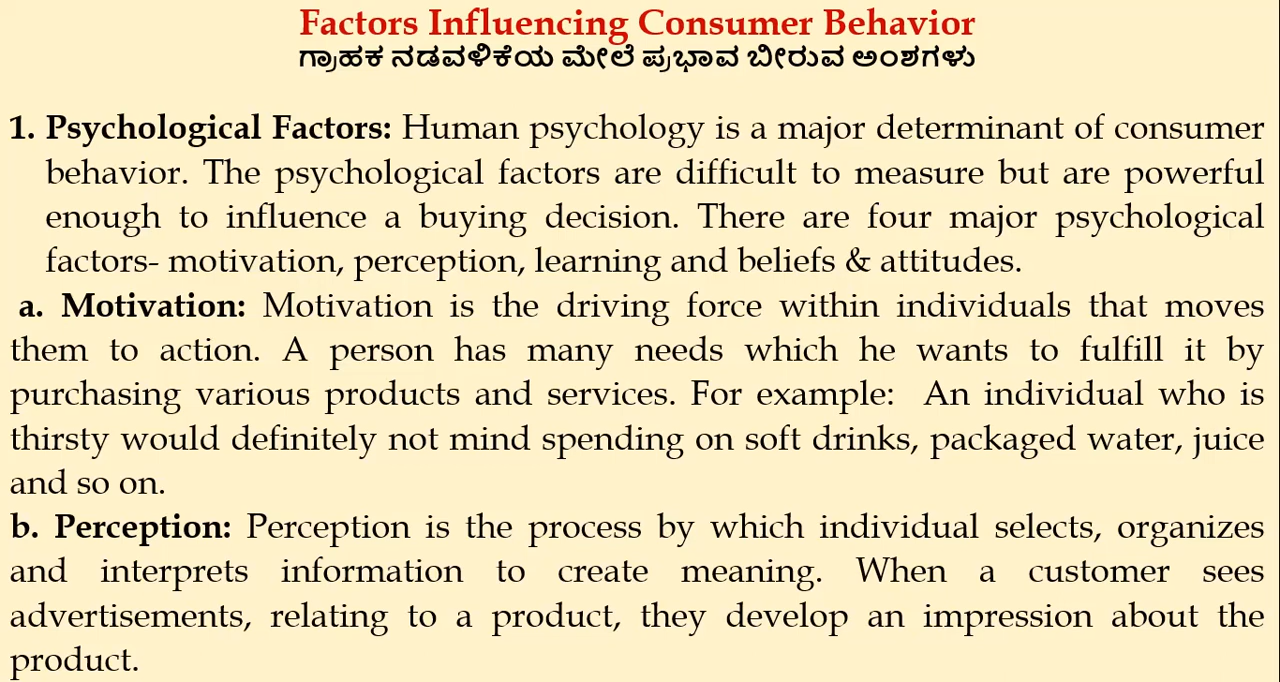 Factors Influencing Consumer Behavior
ಗ್ರಾಹಕ ನಡವಳಿಕೆಯ ಮೇಲೆ ಪ್ರಭಾವ ಬೀರುವ ಅಂಶಗಳು
1. Psychological Factors: Human psychology is a major determinant of consumer
behavior. The psychological factors are difficult to measure but are powerful
enough to influence a buying decision. There are four major psychological
factors- motivation, perception, learning and beliefs & attitudes.
a. Motivation: Motivation is the driving force within individuals that moves
them to action. A person has many needs which he wants to fulfill it by
purchasing various products and services. For example: An individual who is
thirsty would definitely not mind spending on soft drinks, packaged water, juice
and so on.
b. Perception: Perception is the process by which individual selects, organizes
and interprets information to create meaning. When a customer sees
advertisements, relating to a product, they develop an impression about the
product.